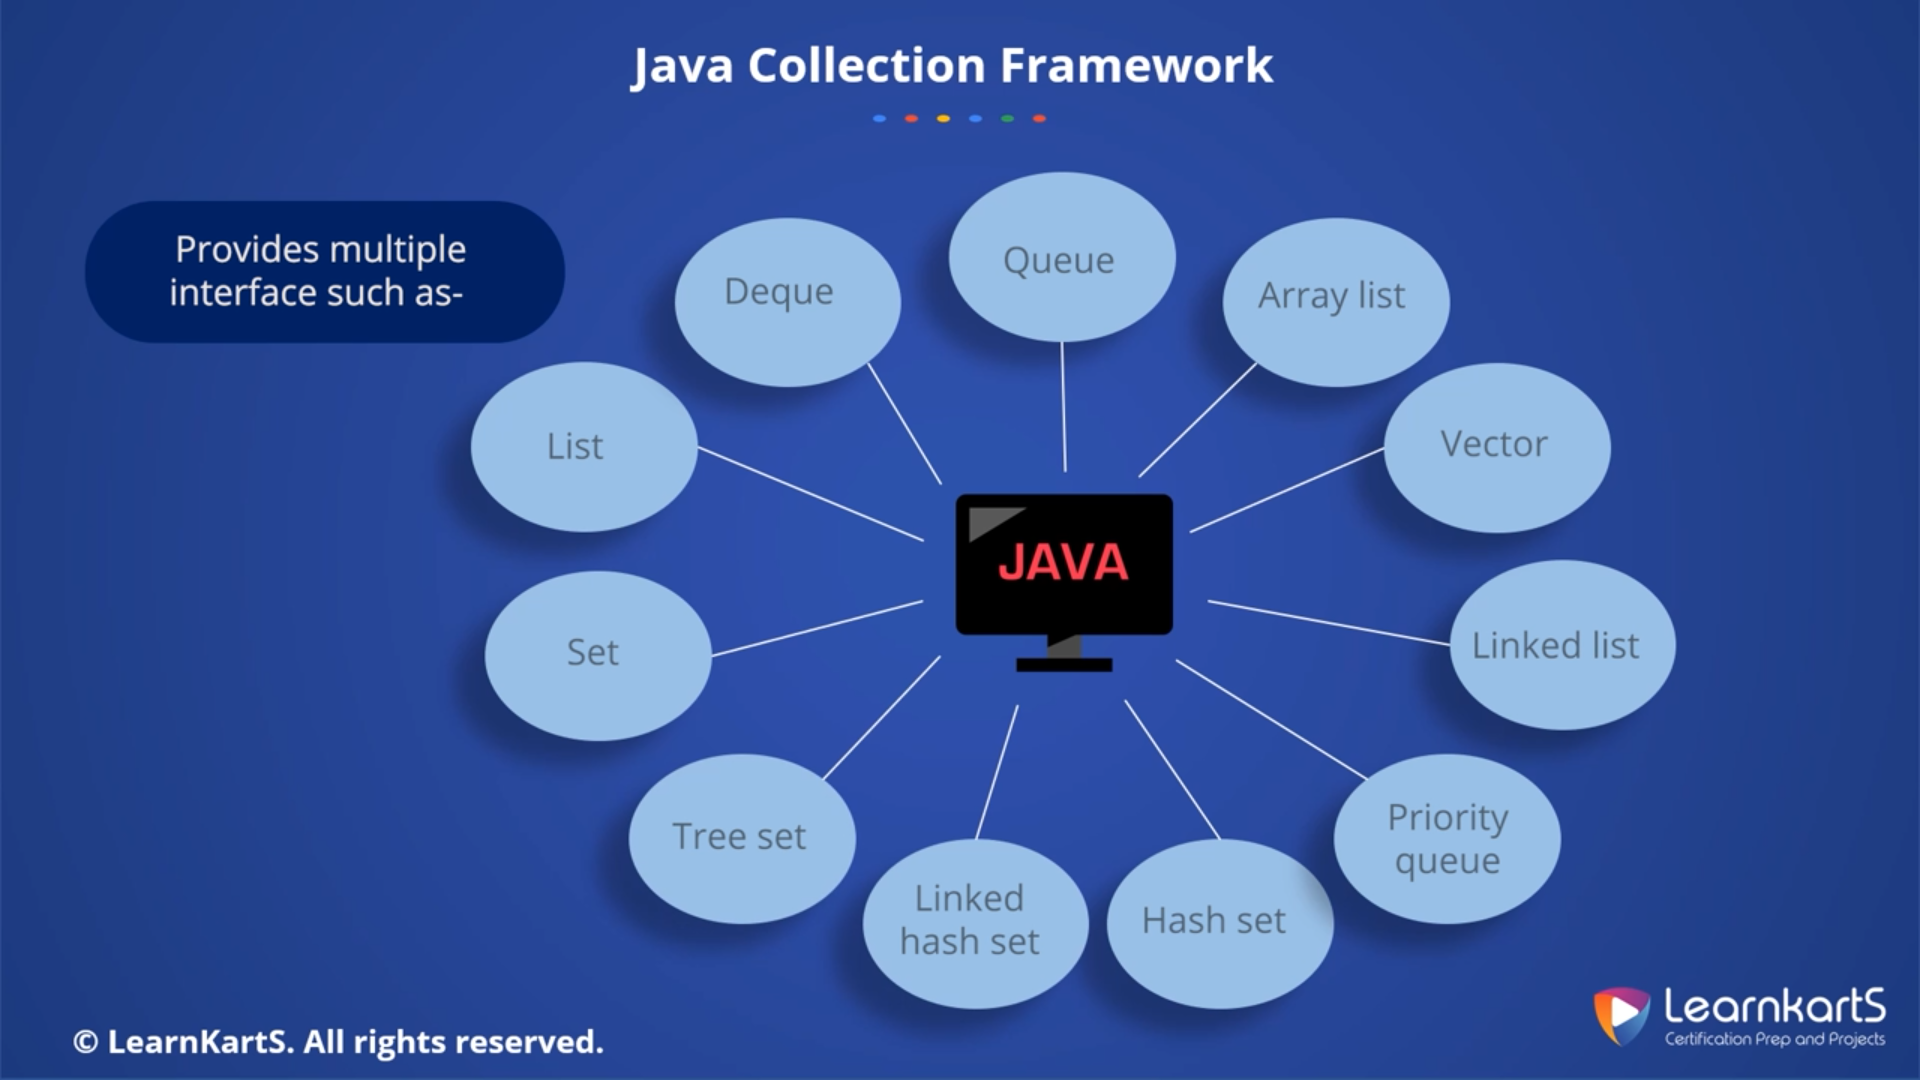 Java Collection Framework
Provides multiple
interface such as-
Deque
Queue
Array list
List
Vector
JAVA
Set
Linked list
Tree set
Priority
queue
Linked
hash set
Hash set
© LearnKartS. All rights reserved.
LearnkartS
Certification Prep and Projects